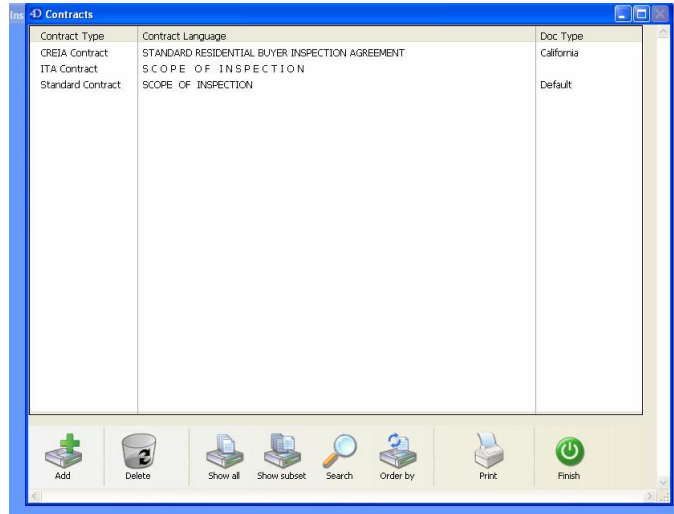 Ins
4D Contracts
Contract Type Contract Language Doc Type
CREIA Contract STANDARD RESIDENTIAL BUYER INSPECTION AGREEMENT California
ITA Contract S C O P E O F I N S P E C T I O N
Standard Contract SCOPE OF INSPECTION Default
Add Delete Show all Show subset Search Order by Print Finish